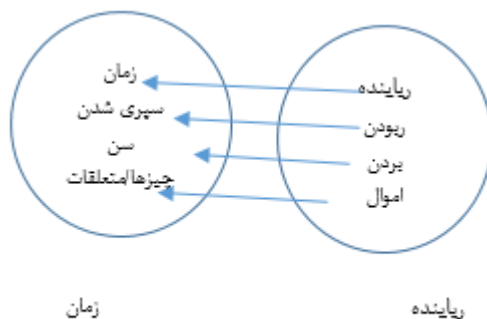 رباینده
ربودن
بردن
اموال
زمان
سپری شدن
سن
چیزها/متعلقات
رباینده
زمان